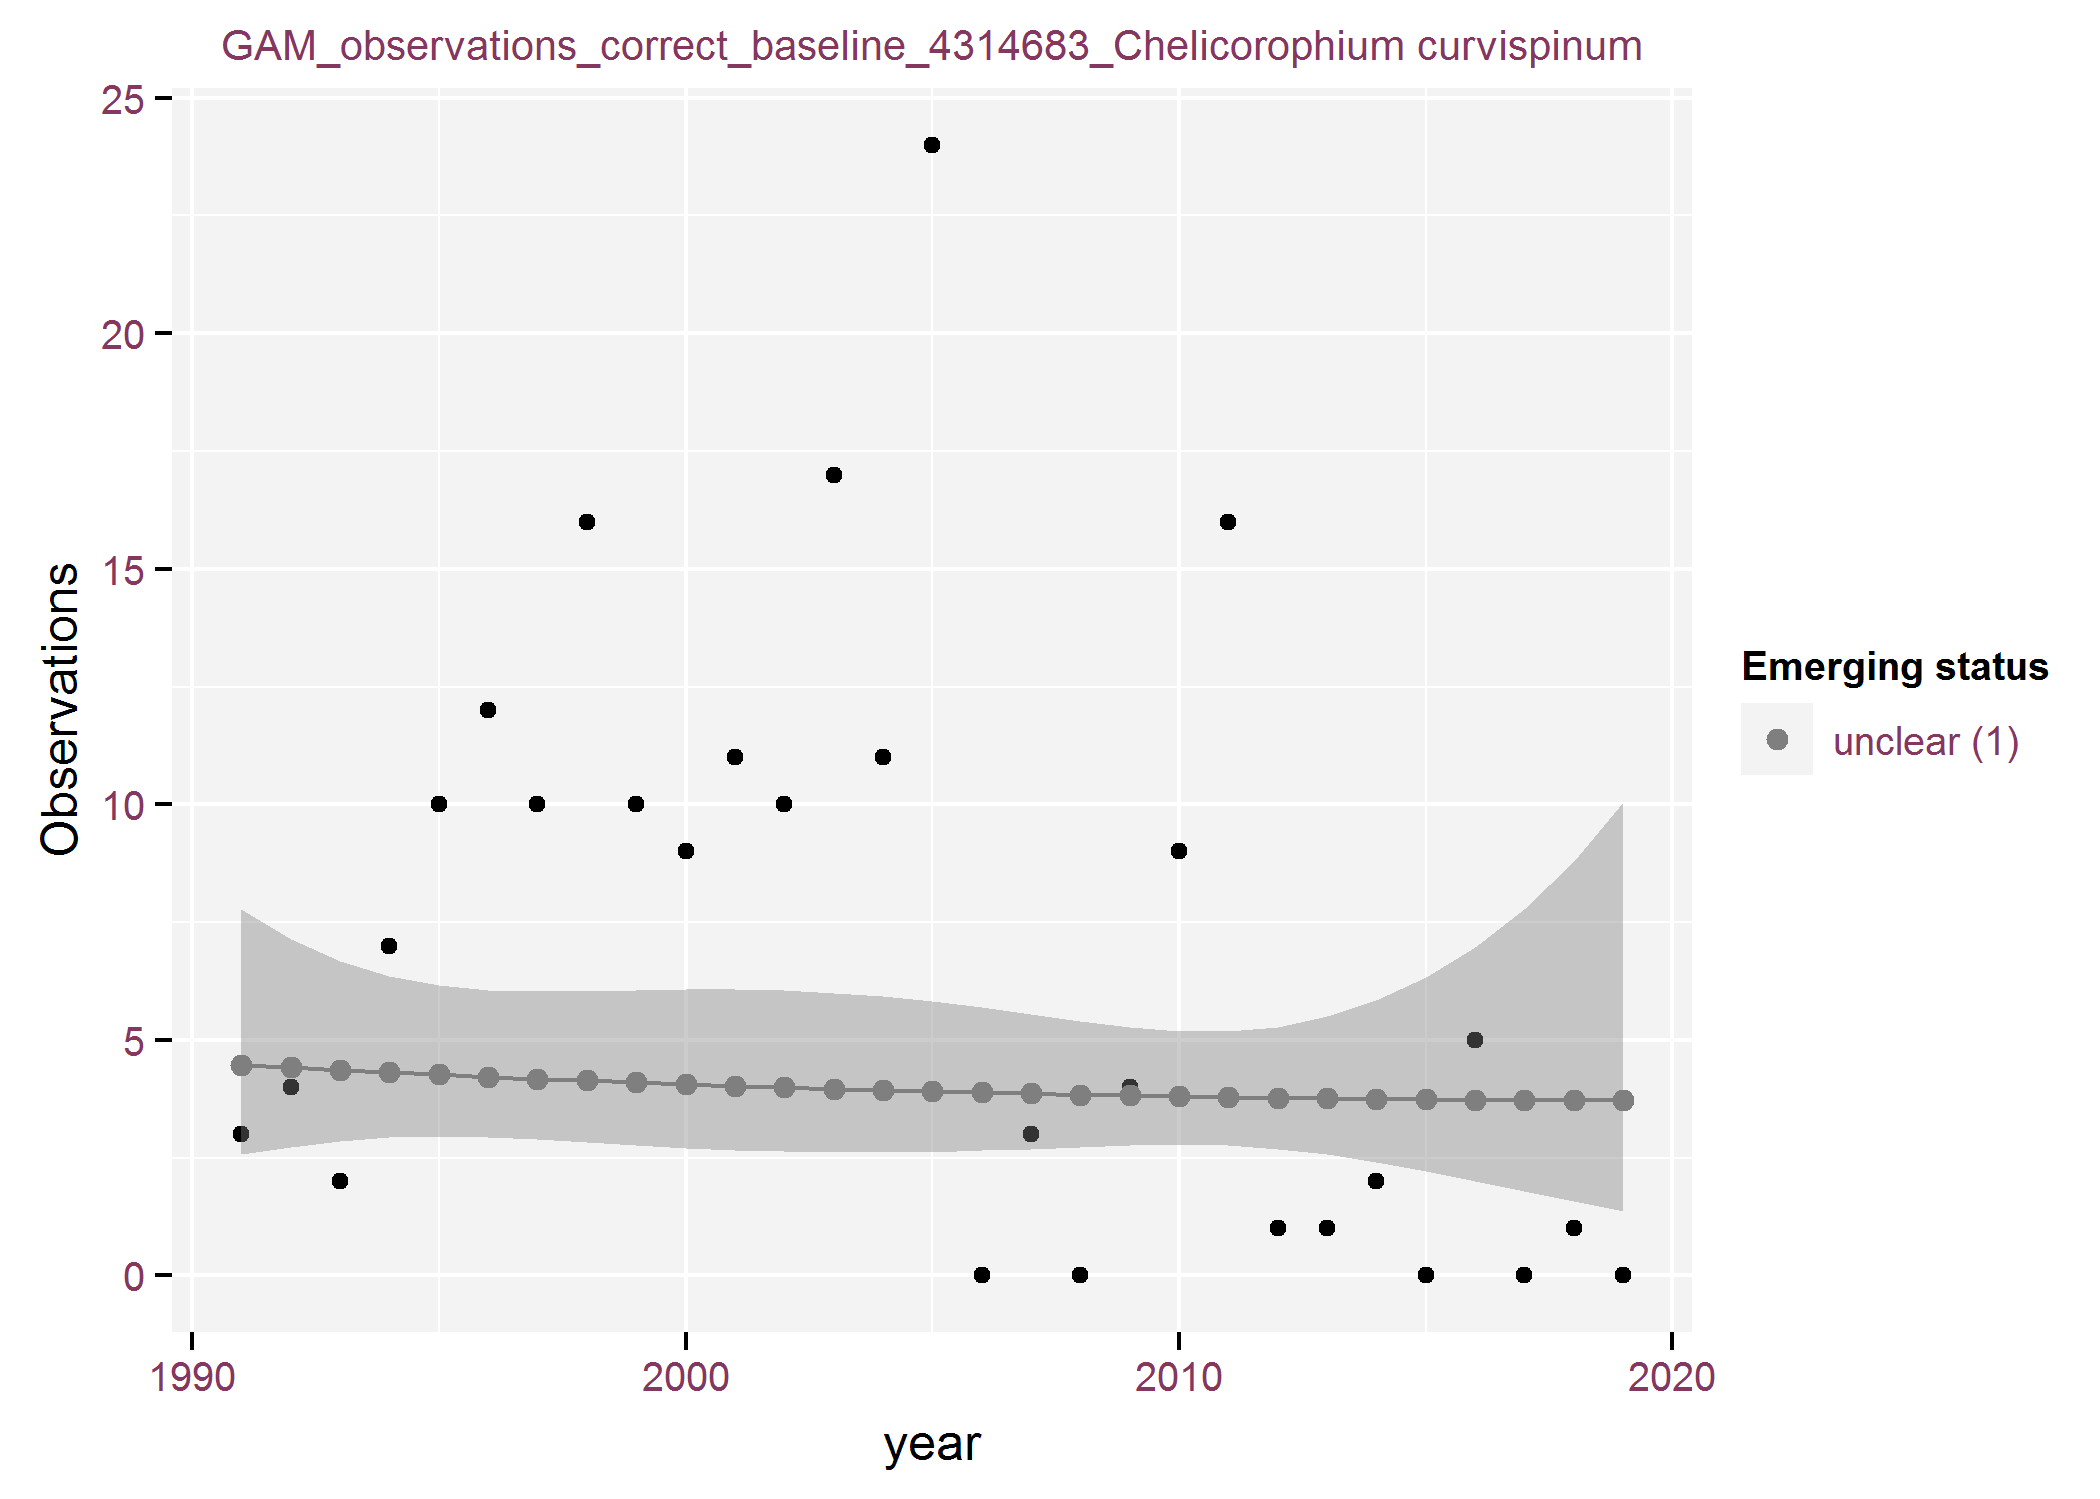 GAM_observations_correct_baseline_4314683_Chelicorophium curvispinum
25
20
15
10
5
0
Observations
1990
2000
2010
2020
year
Emerging status
unclear (1)